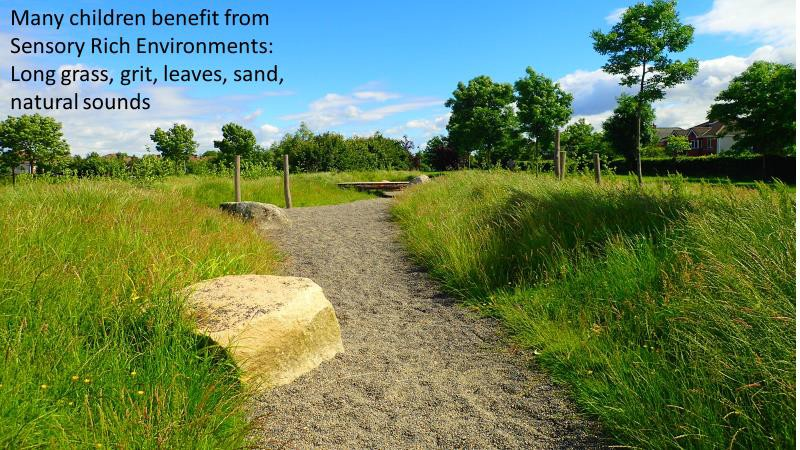 Many children benefit from
Sensory Rich Environments:
Long grass, grit, leaves, sand,
natural sounds